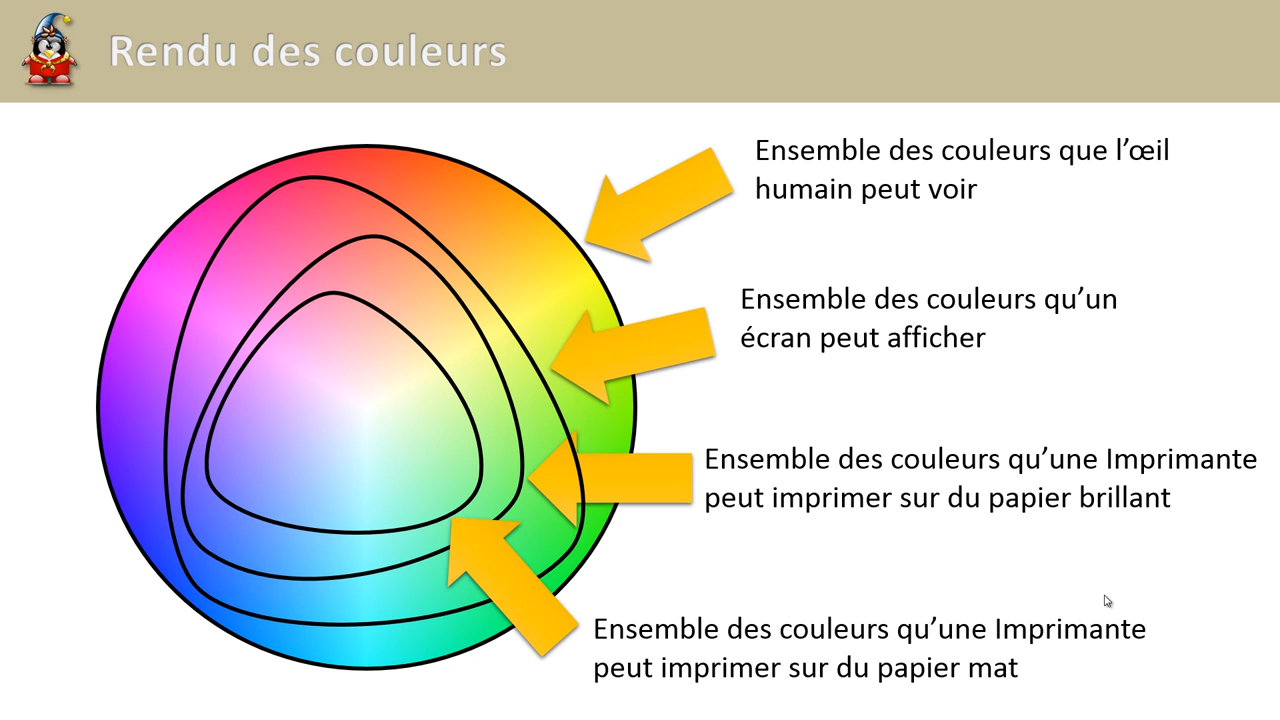 Rendu des couleurs
Ensemble des couleurs que l’œil
humain peut voir
Ensemble des couleurs qu’un
écran peut afficher
Ensemble des couleurs qu’une Imprimante
peut imprimer sur du papier brillant
Ensemble des couleurs qu’une Imprimante
peut imprimer sur du papier mat